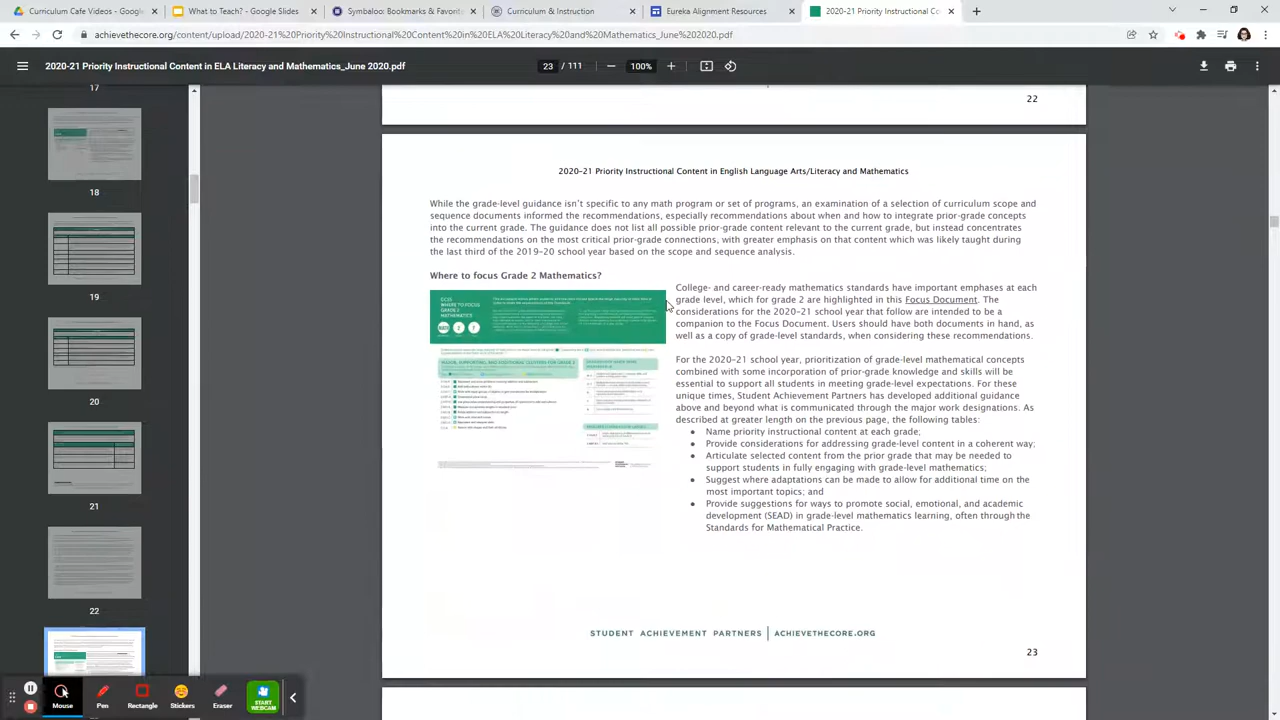 Curriculum Cafe Videos - Google
What to Teach? - Google Slides
Symbaloo: Bookmarks & Favorit
Curriculum & Instruction
Eureka Alignment Resources
2020-21 Priority Instructional Co
achievethecore.org/content/upload/2020-21%20Priority%20Instructional%20Content%20in%20ELA%20Literacy%20and%20Mathematics_June%202020.pdf
2020-21 Priority Instructional Content in ELA Literacy and Mathematics_June 2020.pdf
23 / 111
100%
17
18
19
20
21
22
22
2020-21 Priority Instructional Content in English Language Arts/Literacy and Mathematics
While the grade-level guidance isn't specific to any math program or set of programs, an examination of a selection of curriculum scope and
sequence documents informed the recommendations, especially recommendations about when and how to integrate prior-grade concepts
into the current grade. The guidance does not list all possible prior-grade content relevant to the current grade, but instead concentrates
the recommendations on the most critical prior-grade connections, with greater emphasis on that content which was likely taught during
the last third of the 2019-20 school year based on the scope and sequence analysis.
Where to focus Grade 2 Mathematics?
WHERE TO FOCUS
GRADE 2
MATHEMATICS
College- and career-ready mathematics standards have important emphases at each
grade level, which for grade 2 are highlighted in this Focus Document. The
considerations for the 2020-21 school year that follow are intended to be a
companion to the Focus Document. Users should have both documents in hand, as
well as a copy of grade-level standards, when considering these recommendations.
For the 2020-21 school year, prioritization of grade-level mathematical concepts
combined with some incorporation of prior-grade knowledge and skills will be
essential to support all students in meeting grade-level expectations. For these
unique times, Student Achievement Partners has developed additional guidance
above and beyond what is communicated through the major work designations. As
described at greater length on the previous page, the following tables:
● Name priority instructional content at each grade;
● Provide considerations for addressing grade-level content in a coherent way;
● Articulate selected content from the prior grade that may be needed to
support students in fully engaging with grade-level mathematics;
● Suggest where adaptations can be made to allow for additional time on the
most important topics; and
● Provide suggestions for ways to promote social, emotional, and academic
development (SEAD) in grade-level mathematics learning, often through the
Standards for Mathematical Practice.
STUDENT ACHIEVEMENT PARTNERS | ACHIEVETHECORE.ORG
23
Mouse
Pen
Rectangle
Stickers
Eraser
START
WEBCAM